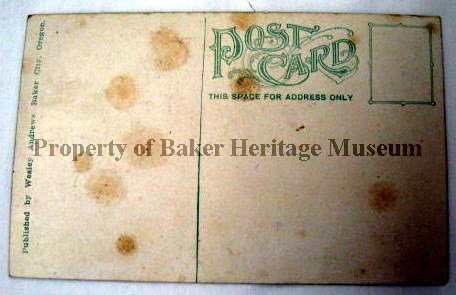 POST
CARD
THIS SPACE FOR ADDRESS ONLY
Published by Wesley Andrews Baker City, Oregon.
Property of Baker Heritage Museum